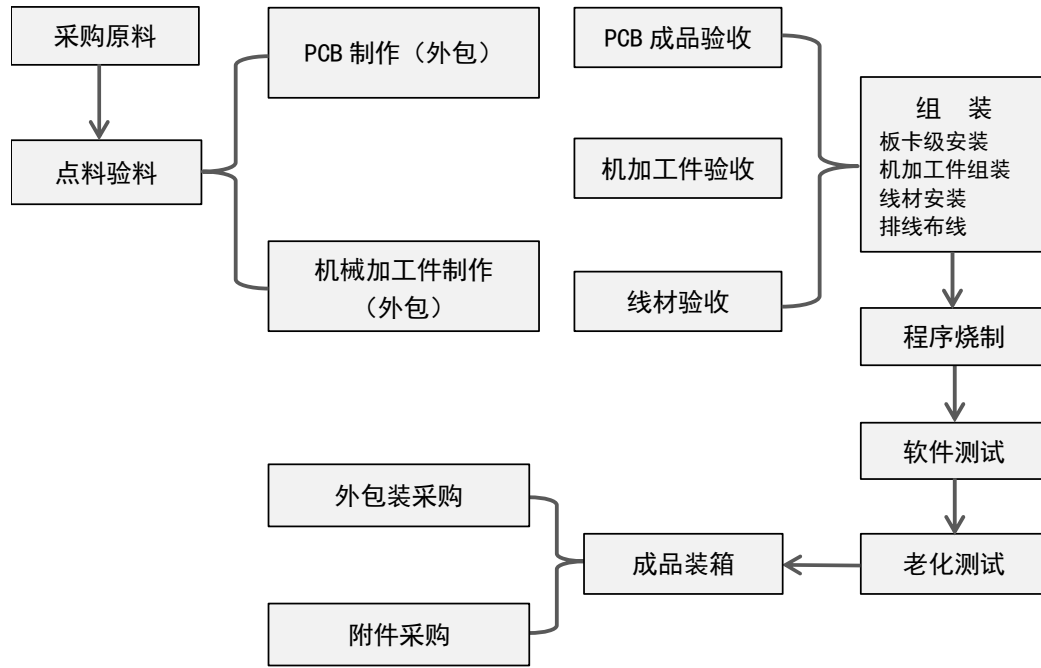 采购原料
点料验料
PCB 制作（外包）
机械加工件制作
（外包）
PCB 成品验收
机加工件验收
线材验收
组 装
板卡级安装
机加工件组装
线材安装
排线布线
程序烧制
软件测试
老化测试
成品装箱
外包装采购
附件采购